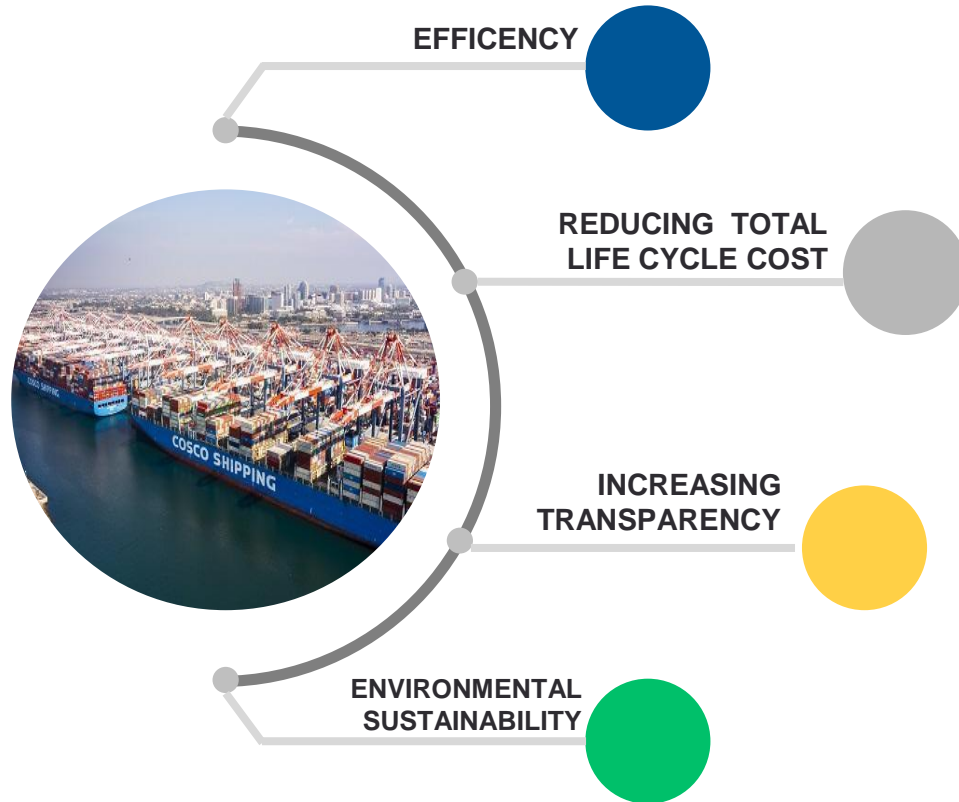 EFFICENCY
REDUCING TOTAL
LIFE CYCLE COST
COSCO SHIPPING
COSCO SHIPPING
INCREASING
TRANSPARENCY
ENVIRONMENTAL
SUSTAINABILITY